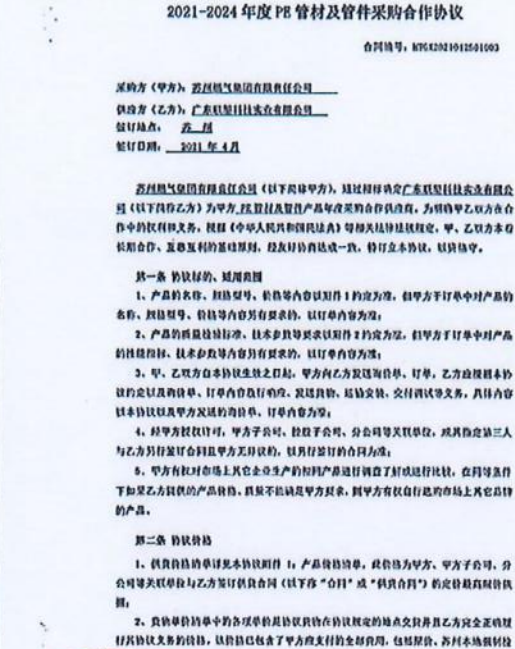 2021-2024 年度 PE 管材及管件采购合作协议
合同编号:
采购方（甲方）：苏州燃气集团有限责任公司
供应方（乙方）：广东联塑科技实业有限公司
签订地点： 苏 州
签订日期： 2021 年 4月
苏州燃气集团有限责任公司（以下简称甲方），通过招标确定广东联塑科技实业有限公
司（以下简称乙方）为甲方 PE管材及管件产品年度采购合作供应商，为明确甲乙双方在合
作中的权利和义务，根据《中华人民共和国民法典》等相关法律法规规定，甲、乙双方本着
长期合作、互惠互利的基础原则，经友好协商达成一致，特订立本协议，以资恪守。
第一条 协议标的、适用范围
1、产品的名称、规格型号、价格等内容以附件 1 约定为准，但甲方于订单中对产品的
名称、规格型号、价格等内容另有要求的，以订单内容为准；
2、产品的质量检验标准、技术参数等要求以附件 2 约定为准，但甲方于订单中对产品
的性能指标、技术参数等内容另有要求的，以订单内容为准；
3、甲、乙双方自本协议生效之日起，甲方向乙方发送询价单、订单，乙方应按照本协
议约定以及询价单、订单内容及时响应、发送货物、运输安装、交付调试等义务，具体内容
以本协议以及甲方发送的询价单、订单内容为准；
4、经甲方授权许可，甲方子公司、控股子公司、分公司等关联单位，或其指定第三人
与乙方另行签订合同且甲方无异议的，以另行签订的合同为准；
5、甲方有权对市场上其它企业生产的相同产品进行调查了解或进行比较，在同等条件
下如果乙方提供的产品价格、质量不能满足甲方要求，则甲方有权自行选购市场上其它品牌
的产品。
第二条 协议价格
1、供货价格清单详见本协议附件 1：产品价格清单，此价格为甲方、甲方子公司、分
公司等关联单位与乙方签订供货合同（以下称“合同”或“供货合同”）的定价最高限价依
据；
2、货物单价清单中的各项单价是协议货物在协议规定的地点交货并且乙方完全正确履
行其协议义务的价格，该价格已包含了甲方应支付的全部费用，包括原价、苏州本地强制检